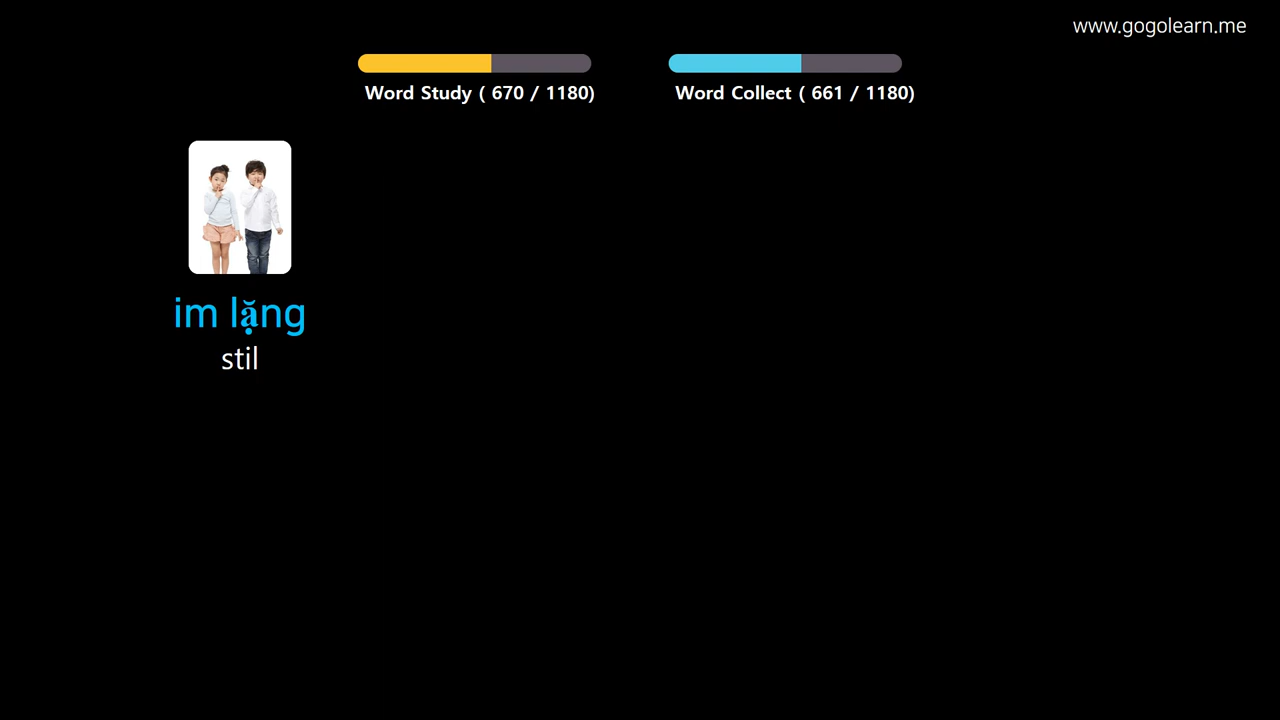 www.gogolearn.me
Word Study ( 670 / 1180)
Word Collect ( 661 / 1180)
im lặng
stil